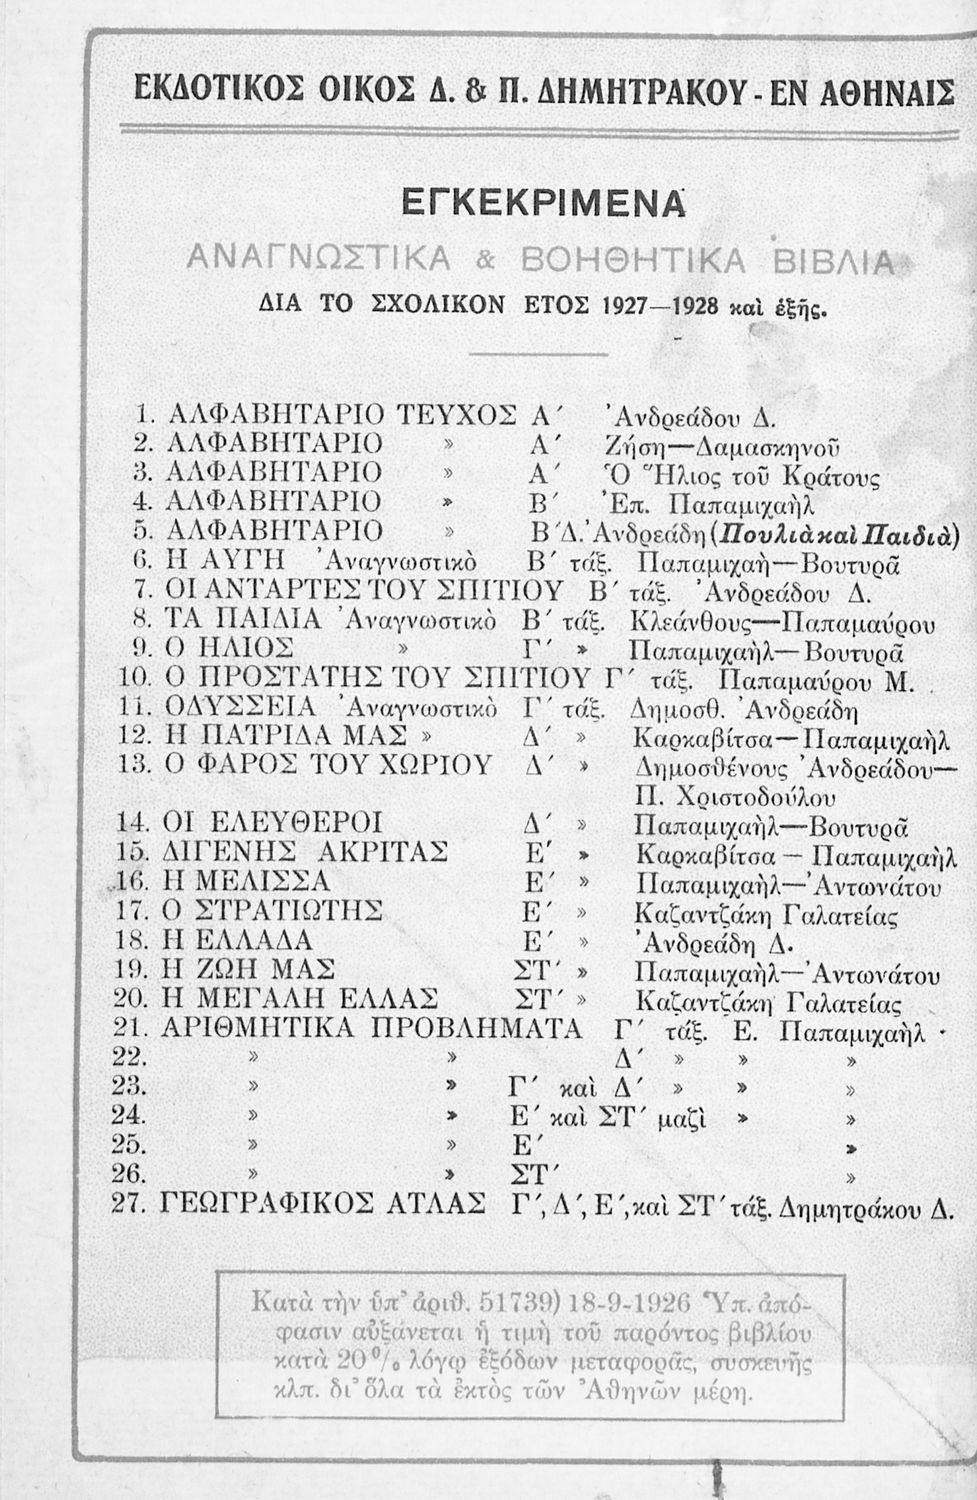 ΕΚΔΟΤΙΚΟΣ ΟΙΚΟΣ Δ. & Π. ΔΗΜΗΤΡΑΚΟΥ - ΕΝ ΑΘΗΝΑΙΣ
ΕΓΚΕΚΡΙΜΕΝΑ
ΑΝΑΓΝΩΣΤΙΚΑ & ΒΟΗΘΗΤΙΚΑ ΒΙΒΛΙΑ
ΔΙΑ ΤΟ ΣΧΟΛΙΚΟΝ ΕΤΟΣ 1927—1928 καὶ ἑξῆς.
1. ΑΛΦΑΒΗΤΑΡΙΟ ΤΕΥΧΟΣ Α΄ Ἀνδρεάδου Δ.
2. ΑΛΦΑΒΗΤΑΡΙΟ » Α΄ Ζήση—Δαμασκηνοῦ
3. ΑΛΦΑΒΗΤΑΡΙΟ » Α΄ Ὁ Ἥλιος τοῦ Κράτους
4. ΑΛΦΑΒΗΤΑΡΙΟ » Β΄ Ἐπ. Παπαμιχαὴλ
5. ΑΛΦΑΒΗΤΑΡΙΟ » Β΄ Δ. Ἀνδρεάδη (Πουλιὰ καὶ Παιδιὰ)
6. Η ΑΥΓΗ Ἀναγνωστικὸ Β΄ τάξ. Παπαμιχαὴ—Βουτυρᾶ
7. ΟΙ ΑΝΤΑΡΤΕΣ ΤΟΥ ΣΠΙΤΙΟΥ Β΄ τάξ. Ἀνδρεάδου Δ.
8. ΤΑ ΠΑΙΔΙΑ Ἀναγνωστικὸ Β΄ τάξ. Κλεάνθους—Παπαμαύρου
9. Ο ΗΛΙΟΣ » Γ΄ » Παπαμιχαὴλ—Βουτυρᾶ
10. Ο ΠΡΟΣΤΑΤΗΣ ΤΟΥ ΣΠΙΤΙΟΥ Γ΄ τάξ. Παπαμαύρου Μ.
11. ΟΔΥΣΣΕΙΑ Ἀναγνωστικὸ Γ΄ τάξ. Δημοσθ. Ἀνδρεάδη
12. Η ΠΑΤΡΙΔΑ ΜΑΣ » Δ΄ » Καρκαβίτσα—Παπαμιχαὴλ
13. Ο ΦΑΡΟΣ ΤΟΥ ΧΩΡΙΟΥ Δ΄ » Δημοσθένους Ἀνδρεάδου—
Π. Χριστοδούλου
14. ΟΙ ΕΛΕΥΘΕΡΟΙ Δ΄ » Παπαμιχαὴλ—Βουτυρᾶ
15. ΔΙΓΕΝΗΣ ΑΚΡΙΤΑΣ Ε΄ » Καρκαβίτσα — Παπαμιχαὴλ
16. Η ΜΕΛΙΣΣΑ Ε΄ » Παπαμιχαὴλ—Ἀντωνάτου
17. Ο ΣΤΡΑΤΙΩΤΗΣ Ε΄ » Καζαντζάκη Γαλατείας
18. Η ΕΛΛΑΔΑ Ε΄ » Ἀνδρεάδη Δ.
19. Η ΖΩΗ ΜΑΣ ΣΤ΄ » Παπαμιχαὴλ—Ἀντωνάτου
20. Η ΜΕΓΑΛΗ ΕΛΛΑΣ ΣΤ΄ » Καζαντζάκη Γαλατείας
21. ΑΡΙΘΜΗΤΙΚΑ ΠΡΟΒΛΗΜΑΤΑ Γ΄ τάξ. Ε. Παπαμιχαὴλ
22. » » Δ΄ » » »
23. » » Γ΄ καὶ Δ΄ » » »
24. » » Ε΄ καὶ ΣΤ΄ μαζὶ » »
25. » » Ε΄ »
26. » » ΣΤ΄ »
27. ΓΕΩΓΡΑΦΙΚΟΣ ΑΤΛΑΣ Γ΄, Δ΄, Ε΄, καὶ ΣΤ΄ τάξ. Δημητράκου Δ.
Κατὰ τὴν ὑπ' ἀριθ. 51739) 18-9-1926 Ὑπ. ἀπό-
φασιν αὐξάνεται ἡ τιμὴ τοῦ παρόντος βιβλίου
κατὰ 20% λόγῳ ἐξόδων μεταφορᾶς, συσκευῆς
κλπ. δι' ὅλα τὰ ἐκτὸς τῶν Ἀθηνῶν μέρη.